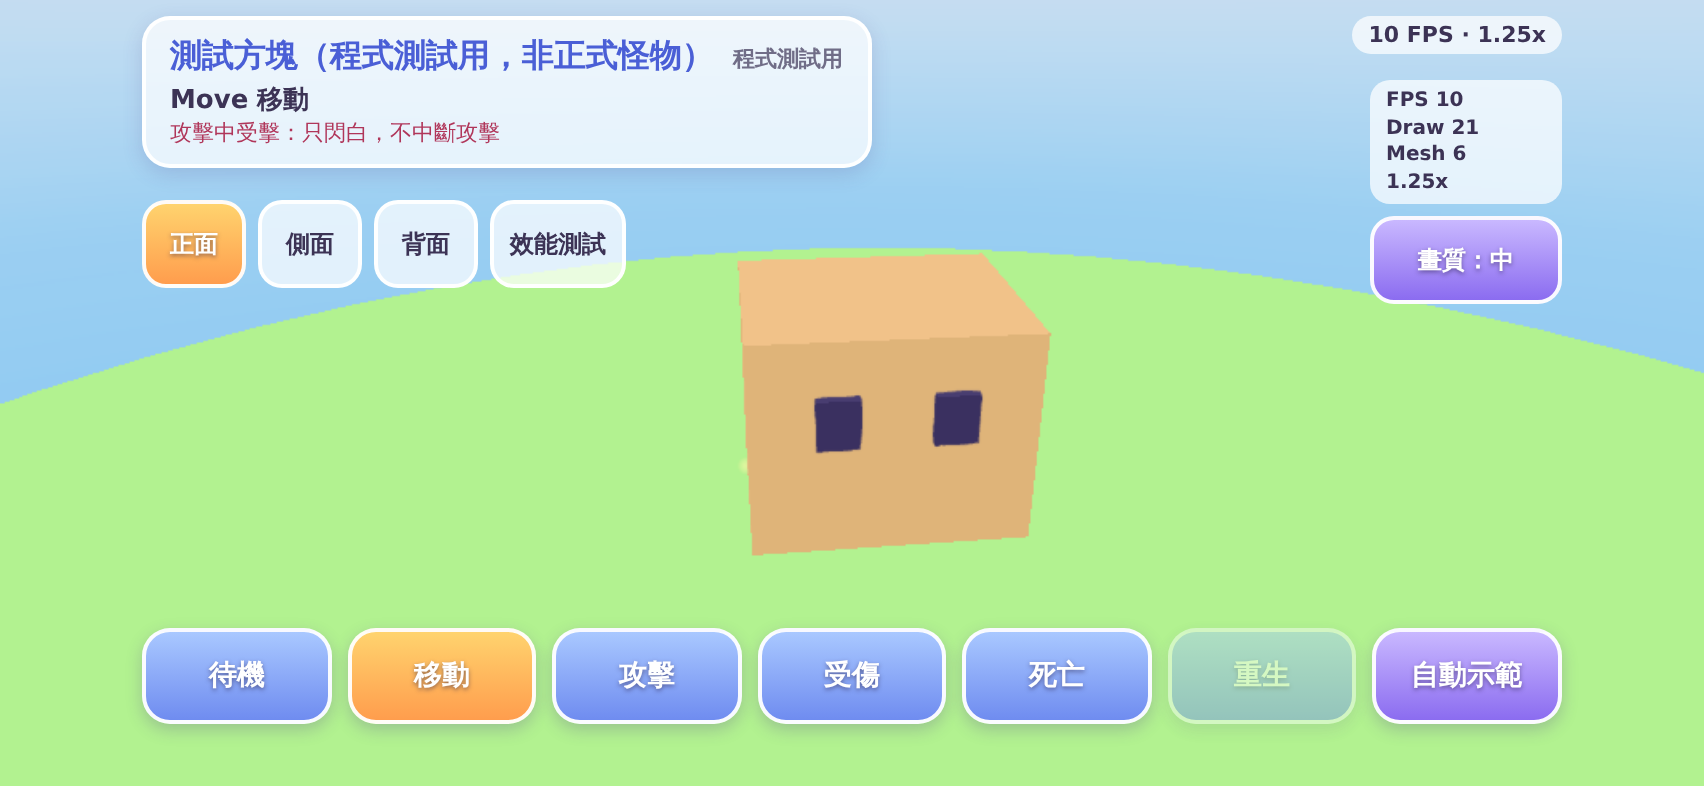 測試方塊（程式測試用，非正式怪物） 程式測試用
Move 移動
攻擊中受擊：只閃白，不中斷攻擊
10 FPS · 1.25x
FPS 10
Draw 21
Mesh 6
1.25x
正面 側面 背面 效能測試
畫質：中
待機 移動 攻擊 受傷 死亡 重生 自動示範